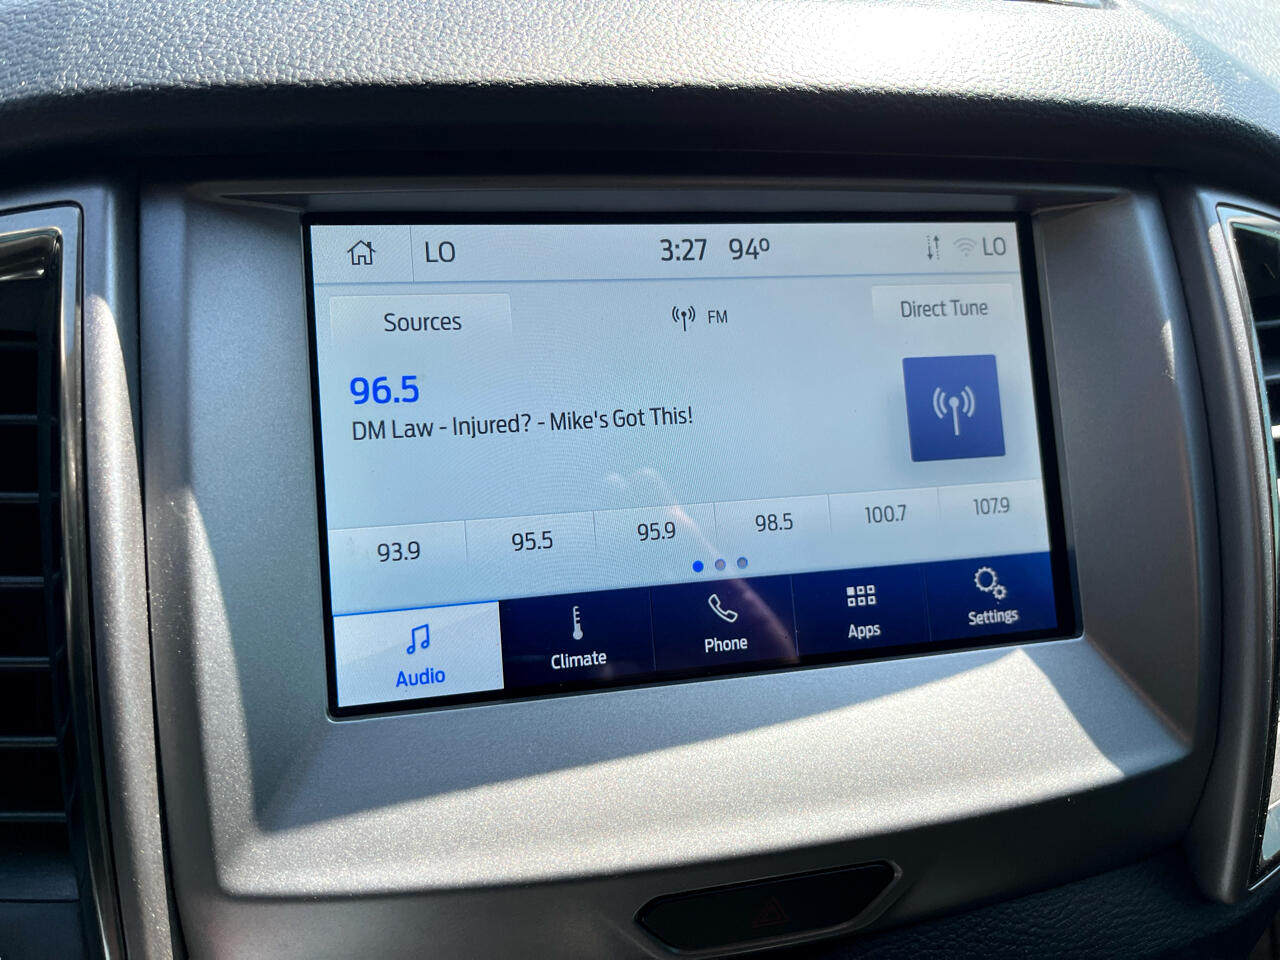 LO 3:27 94º LO
Sources FM Direct Tune
96.5
DM Law - Injured? - Mike's Got This!
93.9 95.5 95.9 98.5 100.7 107.9
Audio Climate Phone Apps Settings